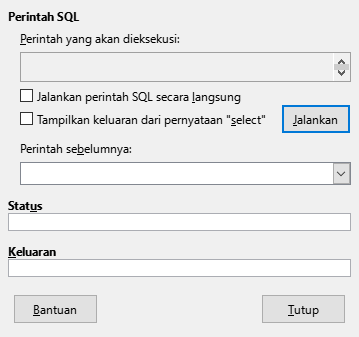 Perintah SQL
Perintah yang akan dieksekusi:
Jalankan perintah SQL secara langsung
Tampilkan keluaran dari pernyataan "select"
Jalankan
Perintah sebelumnya:
Status
Keluaran
Bantuan
Tutup